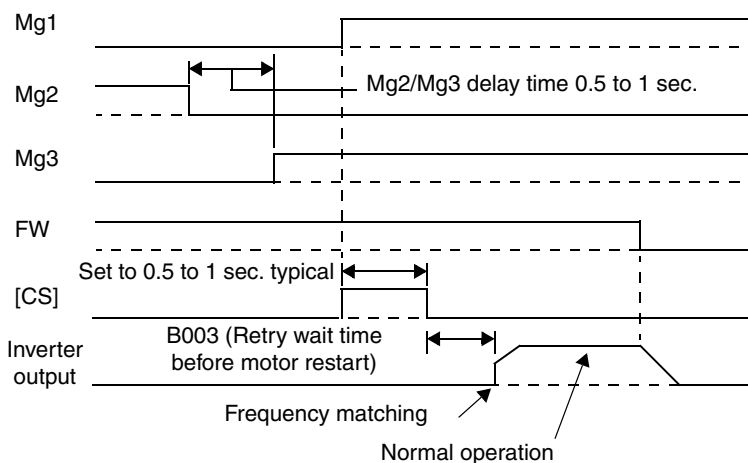 Mg1
Mg2/Mg3 delay time 0.5 to 1 sec.
Mg2
Mg3
FW
Set to 0.5 to 1 sec. typical
[CS]
B003 (Retry wait time
before motor restart)
Inverter
output
Frequency matching
Normal operation